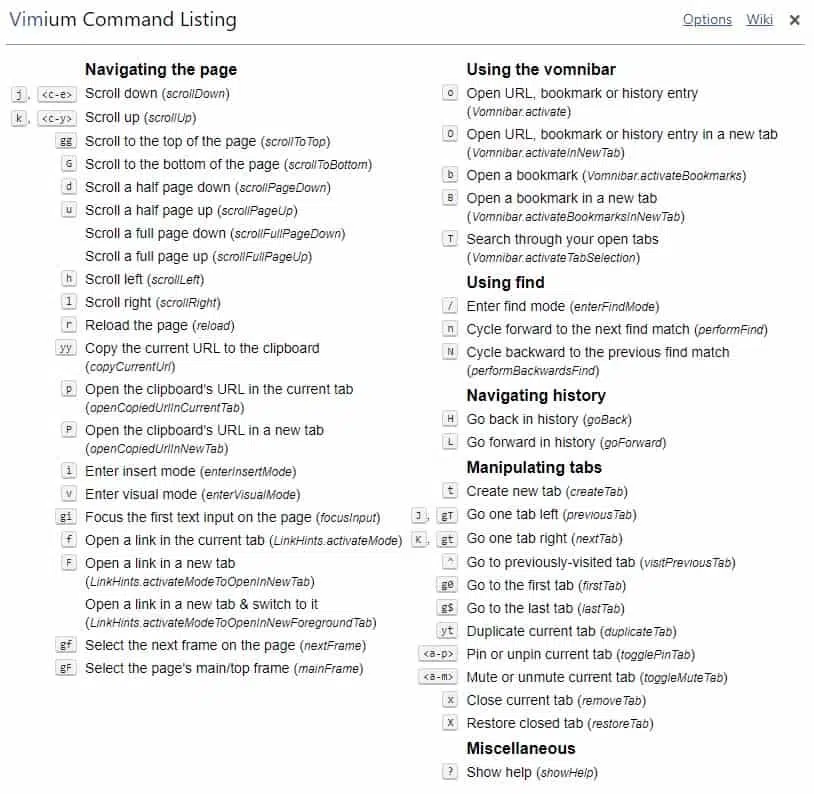 Vimium Command Listing
Options Wiki ×
Navigating the page
j, <c-e> Scroll down (scrollDown)
k, <c-y> Scroll up (scrollUp)
gg Scroll to the top of the page (scrollToTop)
G Scroll to the bottom of the page (scrollToBottom)
d Scroll a half page down (scrollPageDown)
u Scroll a half page up (scrollPageUp)
Scroll a full page down (scrollFullPageDown)
Scroll a full page up (scrollFullPageUp)
h Scroll left (scrollLeft)
l Scroll right (scrollRight)
r Reload the page (reload)
yy Copy the current URL to the clipboard
(copyCurrentUrl)
p Open the clipboard's URL in the current tab
(openCopiedUrlInCurrentTab)
P Open the clipboard's URL in a new tab
(openCopiedUrlInNewTab)
i Enter insert mode (enterInsertMode)
v Enter visual mode (enterVisualMode)
gi Focus the first text input on the page (focusInput)
f Open a link in the current tab (LinkHints.activateMode)
F Open a link in a new tab
(LinkHints.activateModeToOpenInNewTab)
Open a link in a new tab & switch to it
(LinkHints.activateModeToOpenInNewForegroundTab)
gf Select the next frame on the page (nextFrame)
gF Select the page's main/top frame (mainFrame)
Using the vomnibar
o Open URL, bookmark or history entry
(Vomnibar.activate)
O Open URL, bookmark or history entry in a new tab
(Vomnibar.activateInNewTab)
b Open a bookmark (Vomnibar.activateBookmarks)
B Open a bookmark in a new tab
(Vomnibar.activateBookmarksInNewTab)
T Search through your open tabs
(Vomnibar.activateTabSelection)
Using find
/ Enter find mode (enterFindMode)
n Cycle forward to the next find match (performFind)
N Cycle backward to the previous find match
(performBackwardsFind)
Navigating history
H Go back in history (goBack)
L Go forward in history (goForward)
Manipulating tabs
t Create new tab (createTab)
J, gT Go one tab left (previousTab)
K, gt Go one tab right (nextTab)
^ Go to previously-visited tab (visitPreviousTab)
g0 Go to the first tab (firstTab)
g$ Go to the last tab (lastTab)
yt Duplicate current tab (duplicateTab)
<a-p> Pin or unpin current tab (togglePinTab)
<a-m> Mute or unmute current tab (toggleMuteTab)
x Close current tab (removeTab)
X Restore closed tab (restoreTab)
Miscellaneous
? Show help (showHelp)